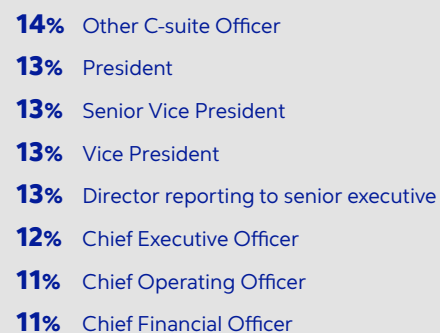 14% Other C-suite Officer
13% President
13% Senior Vice President
13% Vice President
13% Director reporting to senior executive
12% Chief Executive Officer
11% Chief Operating Officer
11% Chief Financial Officer